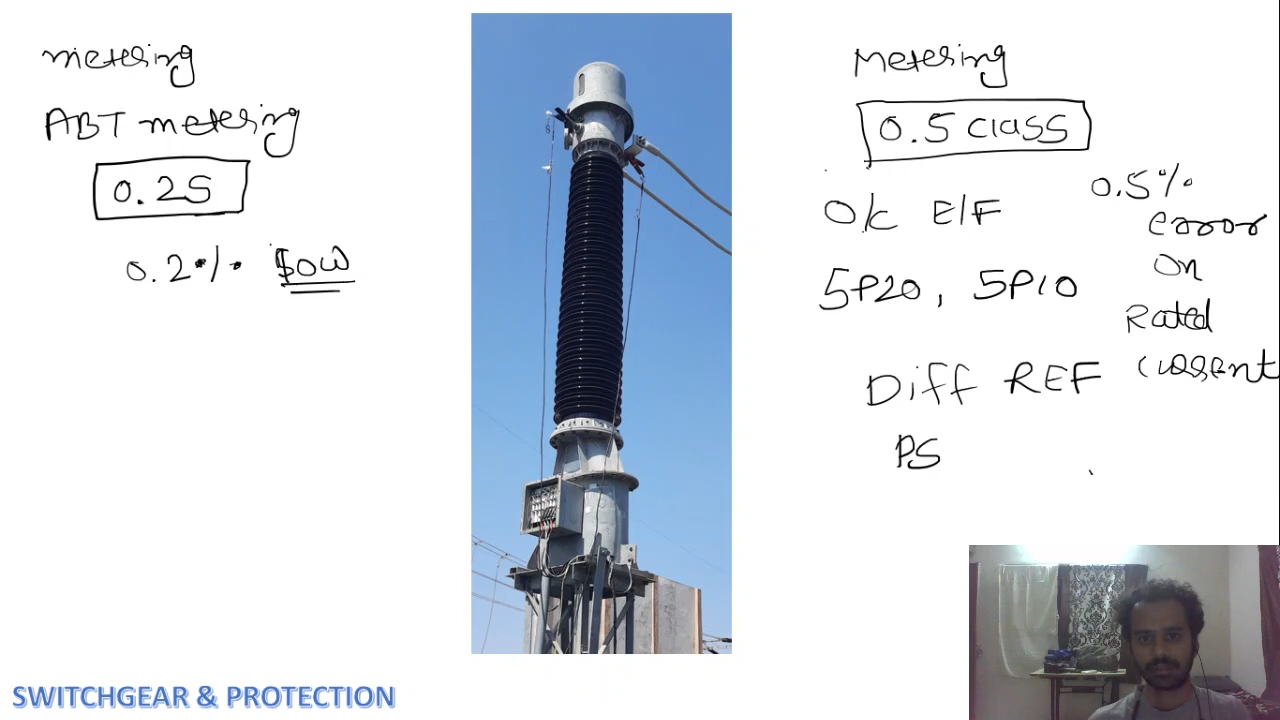 metering
ABT metering
0.2S
0.2% $0W
Metering
0.5 class
O/c E/F
5P20, 5P10
Diff REF
PS
0.5%
error
on
Rated
current
SWITCHGEAR & PROTECTION